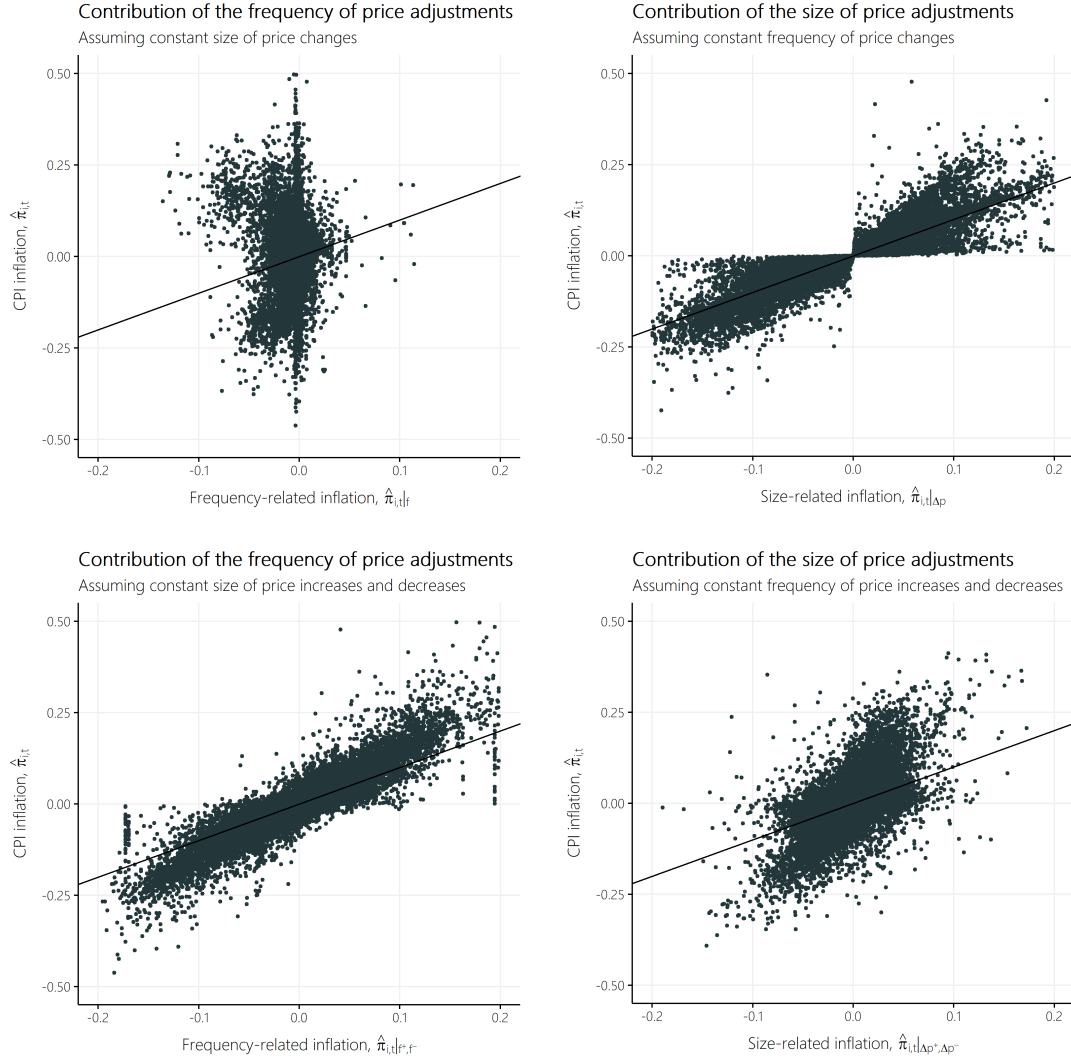 Contribution of the frequency of price adjustments
Assuming constant size of price changes
0.50
0.25
0.00
-0.25
-0.50
CPI inflation, π̂i,t
-0.2
-0.1
0.0
0.1
0.2
Frequency-related inflation, π̂i,t|f
Contribution of the size of price adjustments
Assuming constant frequency of price changes
0.50
0.25
0.00
-0.25
-0.50
CPI inflation, π̂i,t
-0.2
-0.1
0.0
0.1
0.2
Size-related inflation, π̂i,t|Δp
Contribution of the frequency of price adjustments
Assuming constant size of price increases and decreases
0.50
0.25
0.00
-0.25
-0.50
CPI inflation, π̂i,t
-0.2
-0.1
0.0
0.1
0.2
Frequency-related inflation, π̂i,t|f⁺,f⁻
Contribution of the size of price adjustments
Assuming constant frequency of price increases and decreases
0.50
0.25
0.00
-0.25
-0.50
CPI inflation, π̂i,t
-0.2
-0.1
0.0
0.1
0.2
Size-related inflation, π̂i,t|Δp⁺,Δp⁻